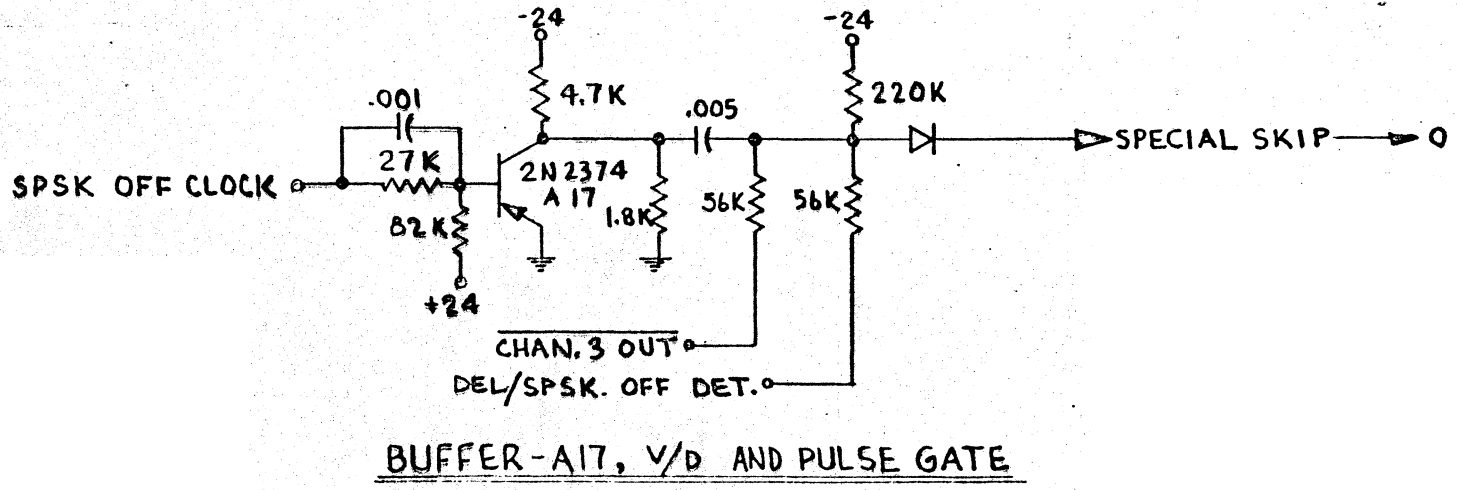 -24
-24
4.7K
220K
.001
.005
27K
2N2374
A17
SPECIAL SKIP
0
SPSK OFF CLOCK
82K
1.8K
56K
56K
+24
CHAN. 3 OUT
DEL/SPSK. OFF DET.
BUFFER-A17, V/D AND PULSE GATE